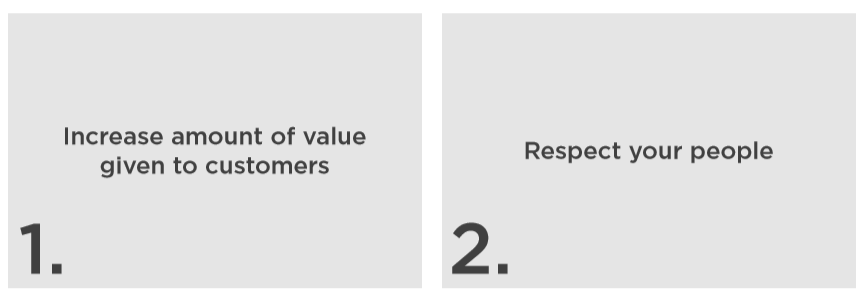 Increase amount of value
given to customers
1.
Respect your people
2.